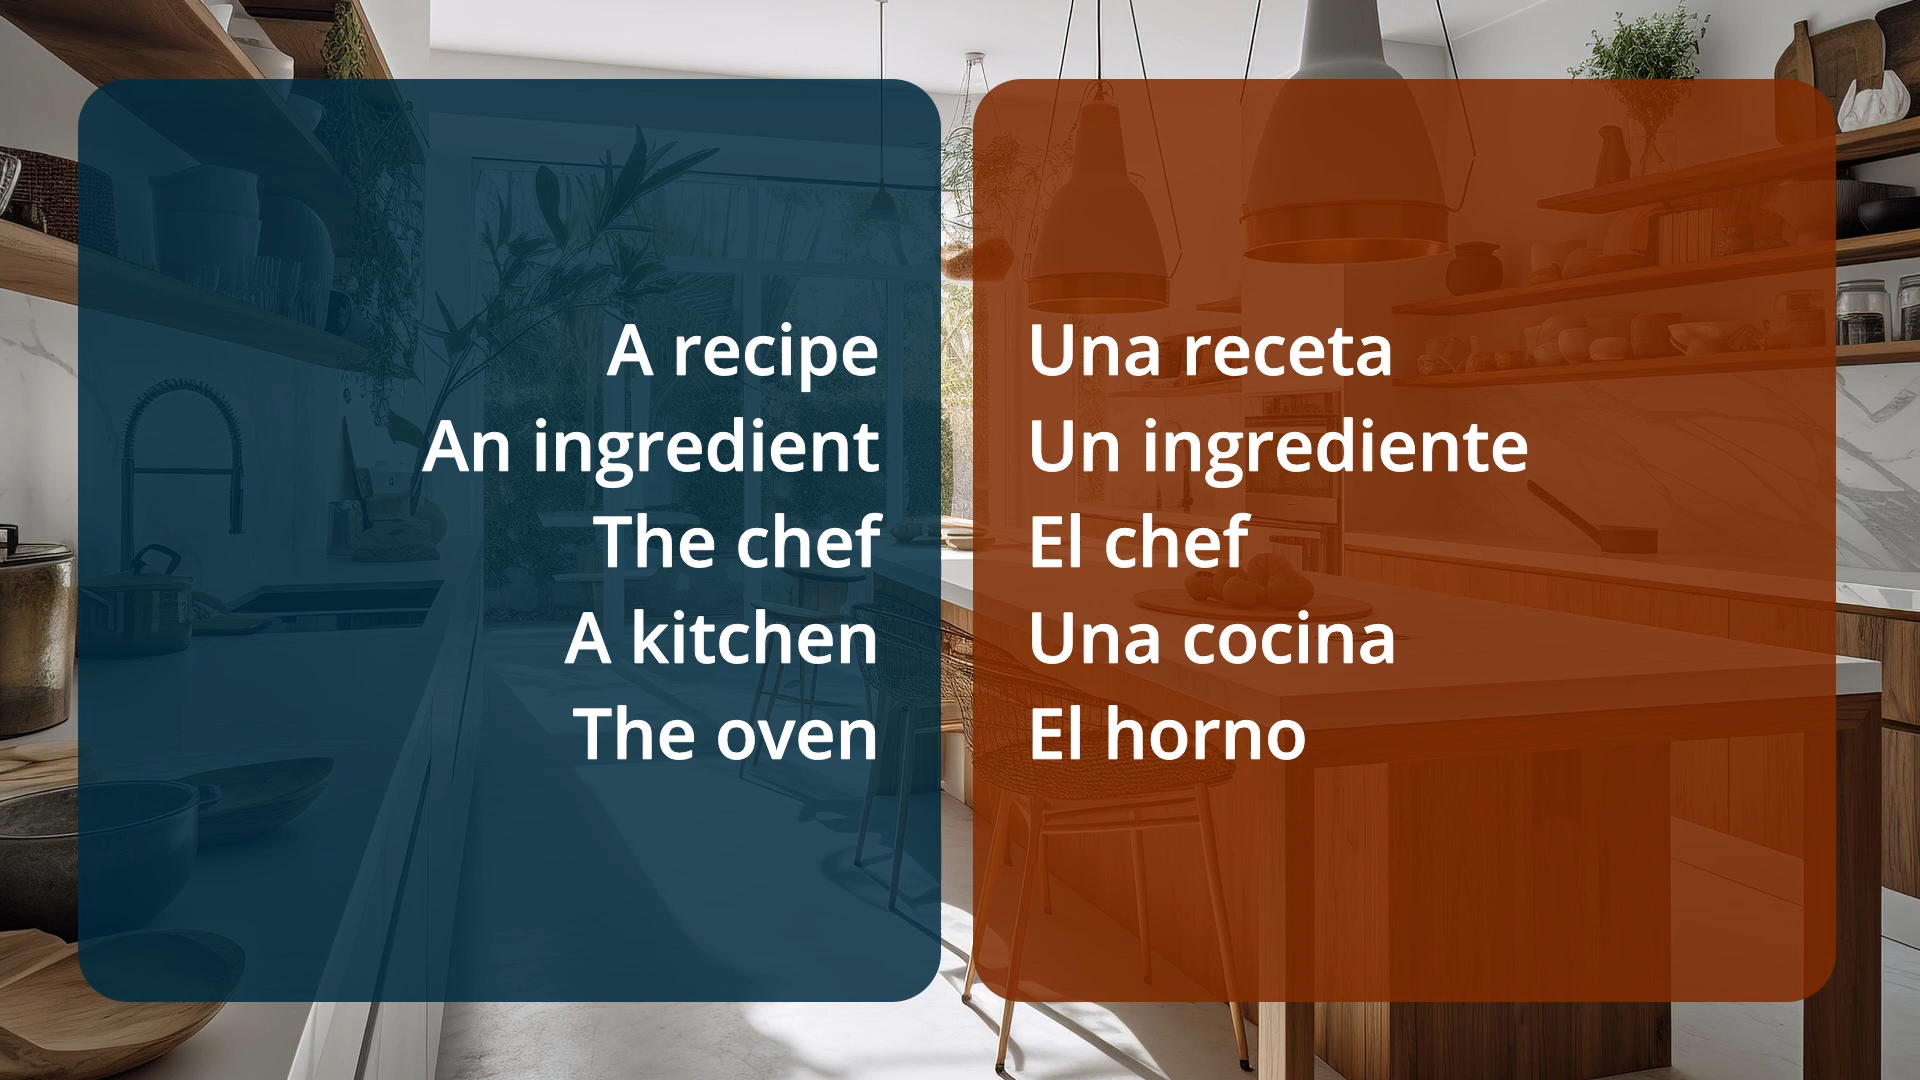 A recipe
An ingredient
The chef
A kitchen
The oven
Una receta
Un ingrediente
El chef
Una cocina
El horno